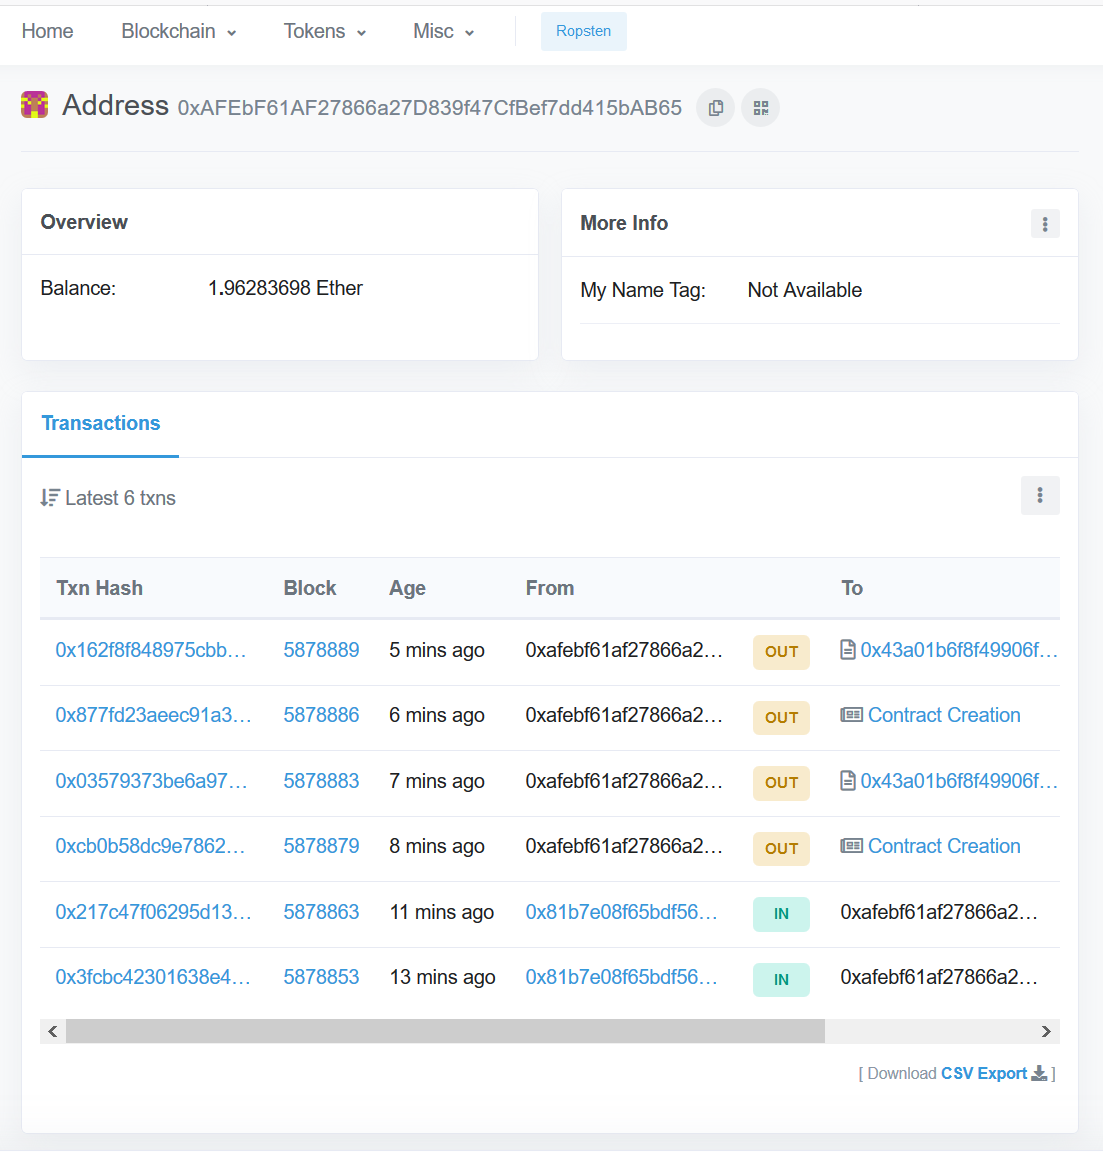 Home Blockchain Tokens Misc Ropsten
Address 0xAFEbF61AF27866a27D839f47CfBef7dd415bAB65
Overview
Balance: 1.96283698 Ether
More Info
My Name Tag: Not Available
Transactions
Latest 6 txns
Txn Hash Block Age From To
0x162f8f848975cbb... 5878889 5 mins ago 0xafebf61af27866a2... OUT 0x43a01b6f8f49906f...
0x877fd23aeec91a3... 5878886 6 mins ago 0xafebf61af27866a2... OUT Contract Creation
0x03579373be6a97... 5878883 7 mins ago 0xafebf61af27866a2... OUT 0x43a01b6f8f49906f...
0xcb0b58dc9e7862... 5878879 8 mins ago 0xafebf61af27866a2... OUT Contract Creation
0x217c47f06295d13... 5878863 11 mins ago 0x81b7e08f65bdf56... IN 0xafebf61af27866a2...
0x3fcbc42301638e4... 5878853 13 mins ago 0x81b7e08f65bdf56... IN 0xafebf61af27866a2...
[ Download CSV Export ]